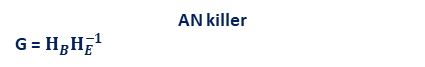 AN killer
G = H_B H_E^{-1}